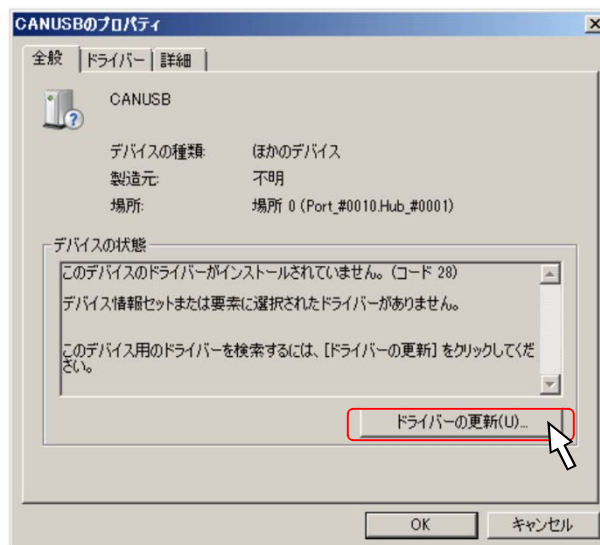 CANUSBのプロパティ
全般 ドライバー 詳細
CANUSB
デバイスの種類: ほかのデバイス
製造元: 不明
場所: 場所 0 (Port_#0010.Hub_#0001)
デバイスの状態
このデバイスのドライバーがインストールされていません。(コード 28)
デバイス情報セットまたは要素に選択されたドライバーがありません。
このデバイス用のドライバーを検索するには、[ドライバーの更新] をクリックしてくだ
さい。
ドライバーの更新(U)...
OK キャンセル